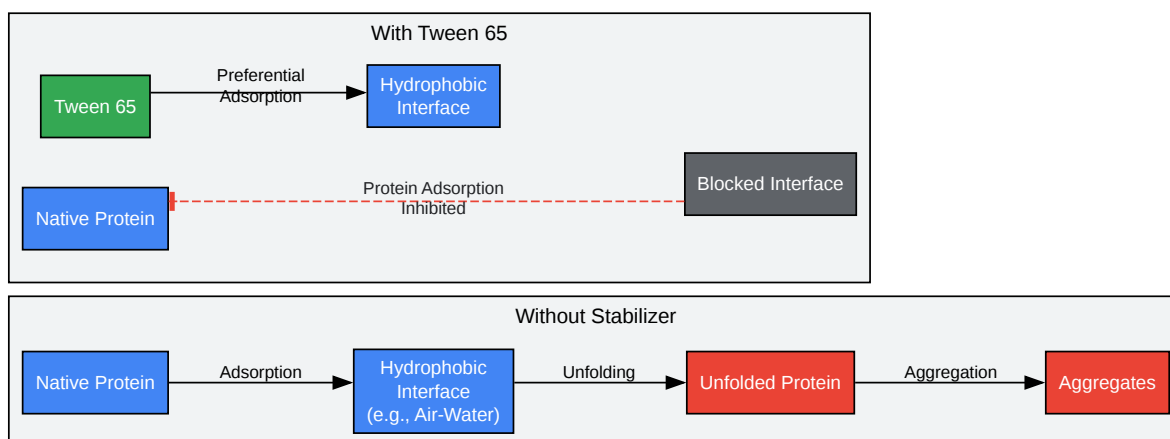 With Tween 65
Tween 65
Preferential
Adsorption
Hydrophobic
Interface
Native Protein
Protein Adsorption
Inhibited
Blocked Interface
Without Stabilizer
Native Protein
Adsorption
Hydrophobic
Interface
(e.g., Air-Water)
Unfolding
Unfolded Protein
Aggregation
Aggregates